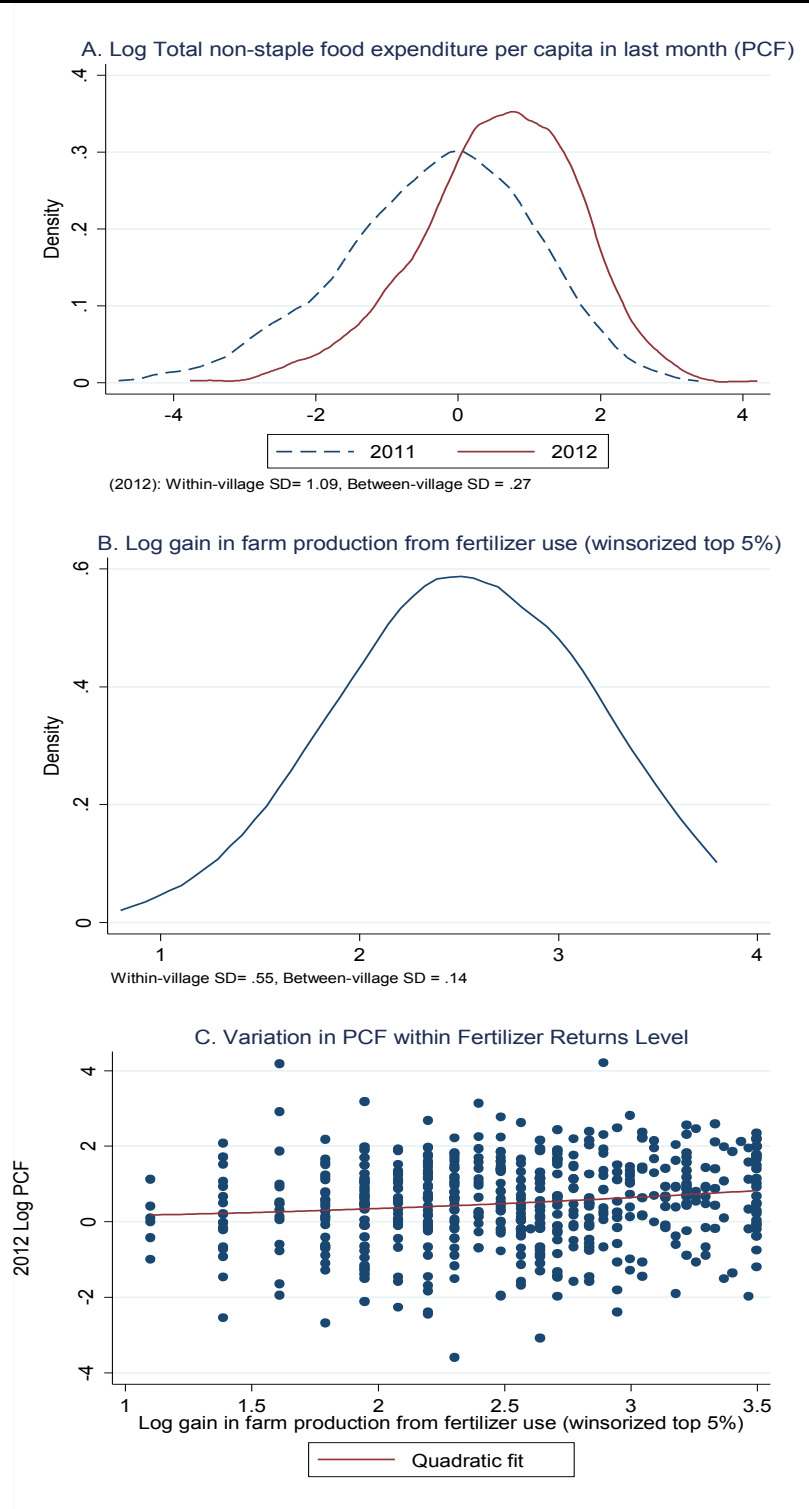 A. Log Total non-staple food expenditure per capita in last month (PCF)
.4
.3
.2
.1
0
Density
-4 -2 0 2 4
2011 2012
(2012): Within-village SD= 1.09, Between-village SD = .27
B. Log gain in farm production from fertilizer use (winsorized top 5%)
.6
.4
.2
0
Density
1 2 3 4
Within-village SD= .55, Between-village SD = .14
C. Variation in PCF within Fertilizer Returns Level
4
2
0
-2
-4
2012 Log PCF
1 1.5 2 2.5 3 3.5
Log gain in farm production from fertilizer use (winsorized top 5%)
Quadratic fit